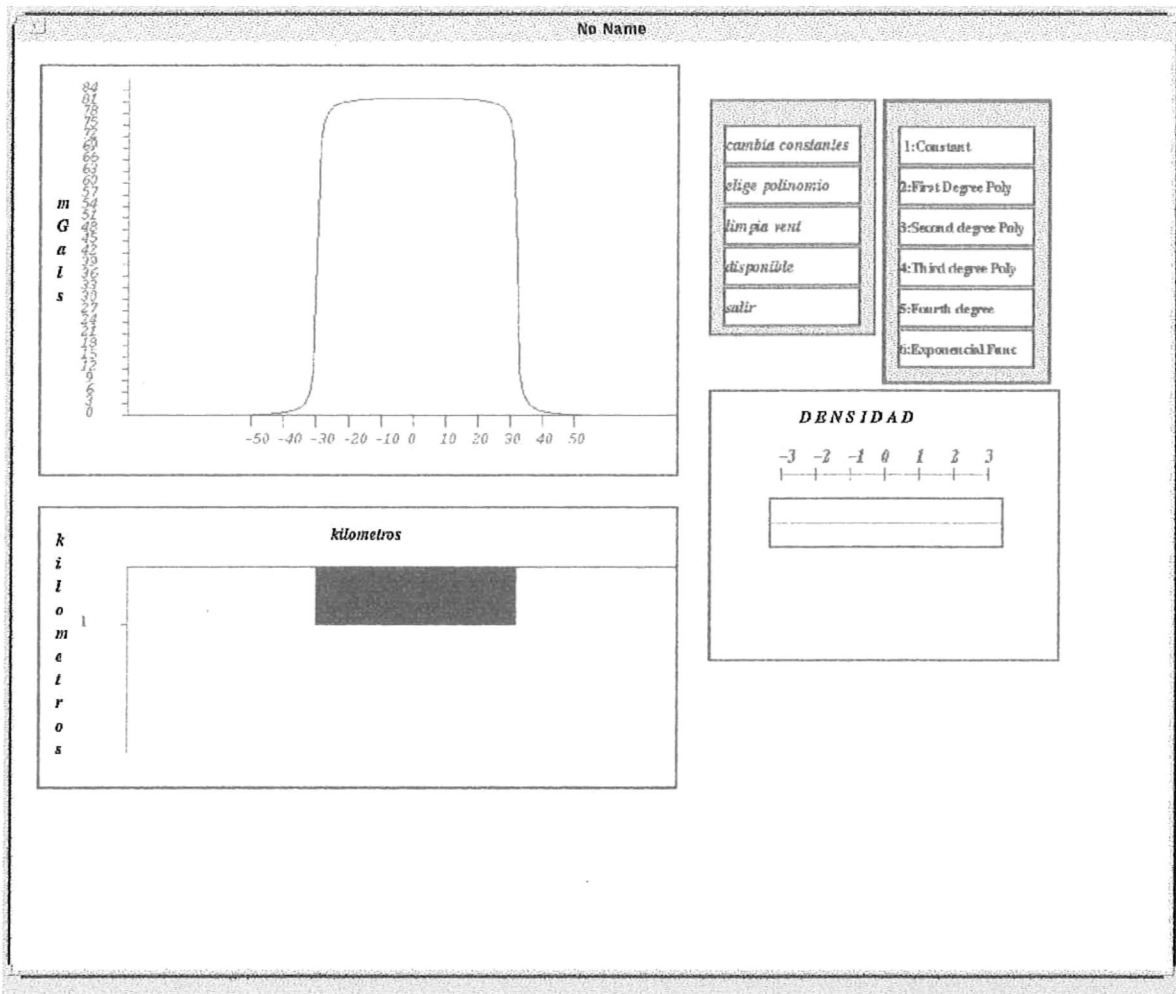 No Name
84
81
78
75
72
69
66
63
60
57
54
51
48
45
42
39
36
33
30
27
24
21
18
15
12
9
6
3
0
mGals
-50 -40 -30 -20 -10 0 10 20 30 40 50
cambia constantes
elige polinomio
limpia vent
disponible
salir
1:Constant
2:First Degree Poly
3:Second degree Poly
4:Third degree Poly
5:Fourth degree
6:Exponencial Func
DENSIDAD
-3 -2 -1 0 1 2 3
kilometros
kilometros
1